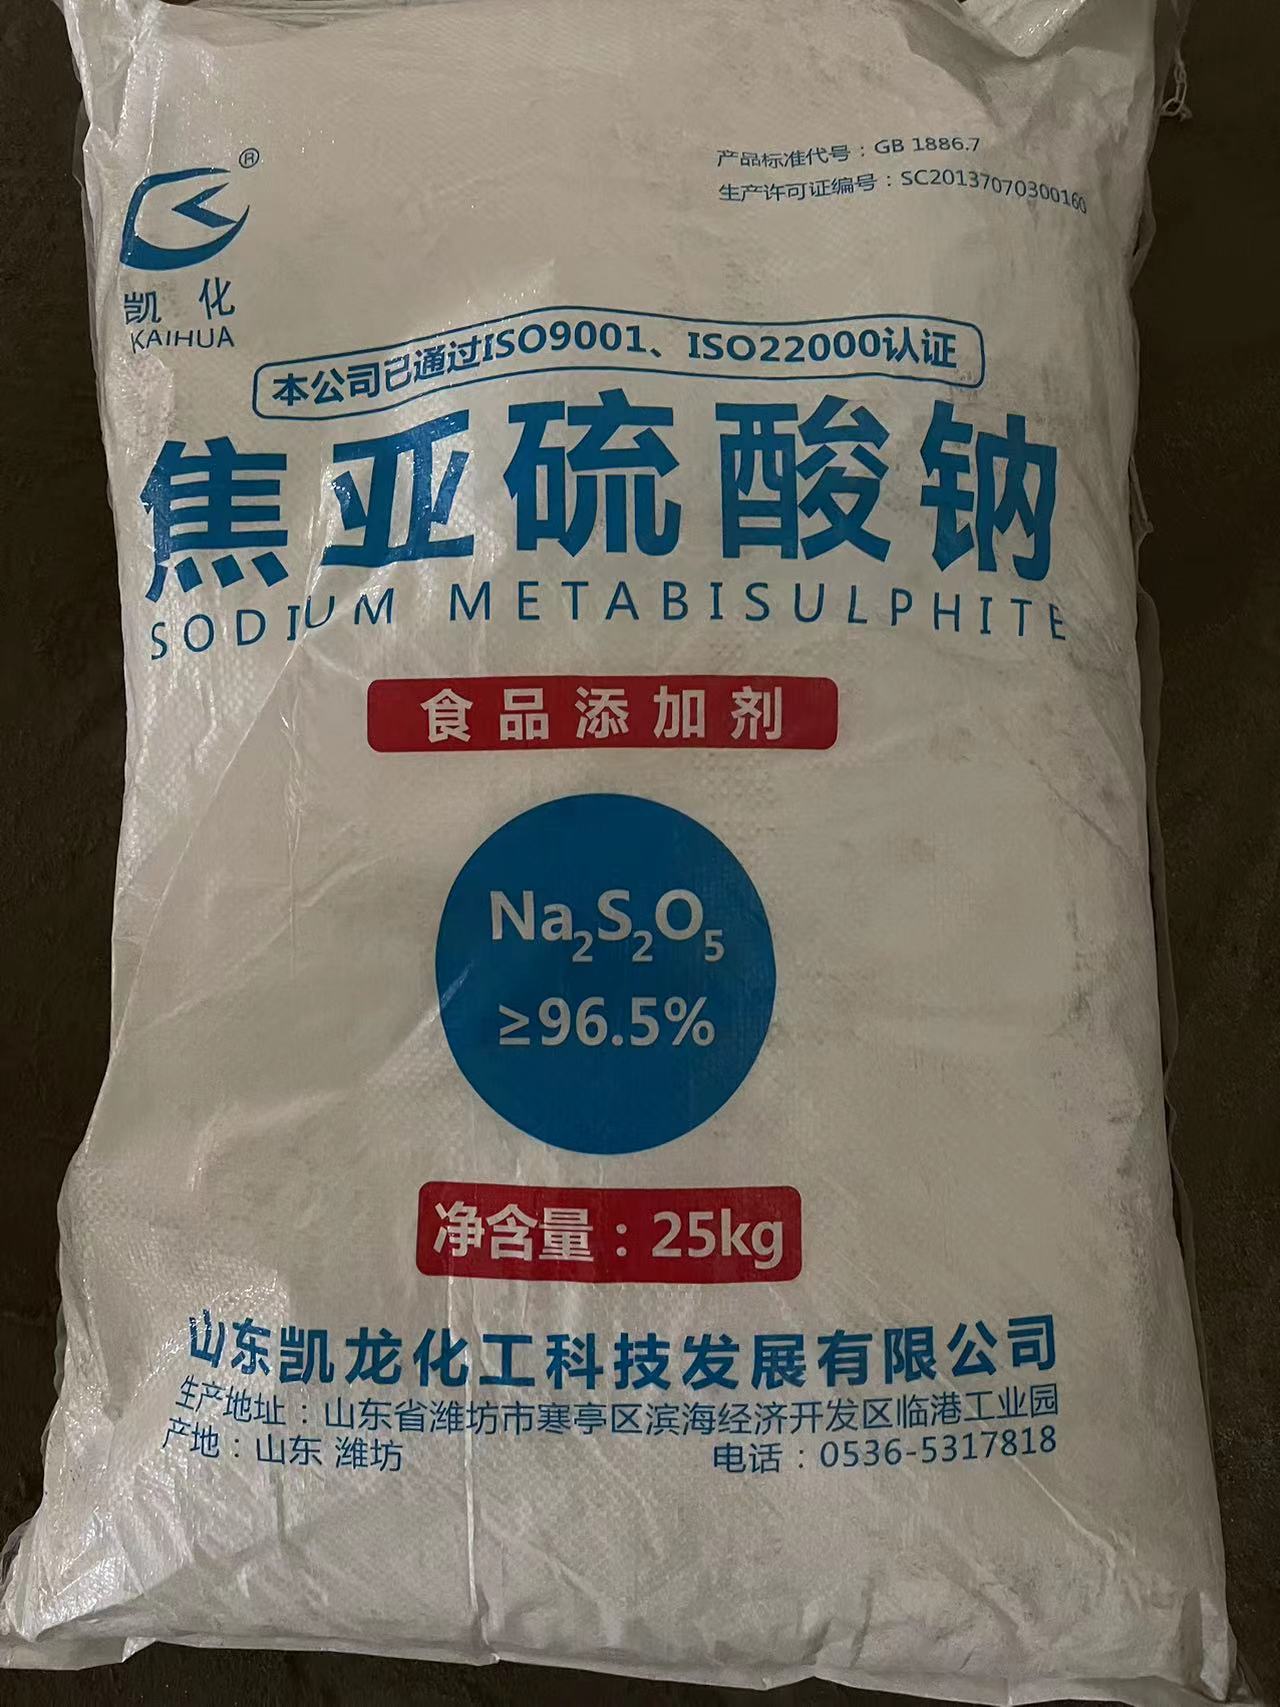 ®
产品标准代号：GB 1886.7
生产许可证编号：SC20137070300160
凯化
KAIHUA
本公司已通过ISO9001、ISO22000认证
焦亚硫酸钠
SODIUM METABISULPHITE
食品添加剂
Na₂S₂O₅
≥96.5%
净含量：25kg
山东凯龙化工科技发展有限公司
生产地址：山东省潍坊市寒亭区滨海经济开发区临港工业园
产地：山东 潍坊 电话：0536-5317818